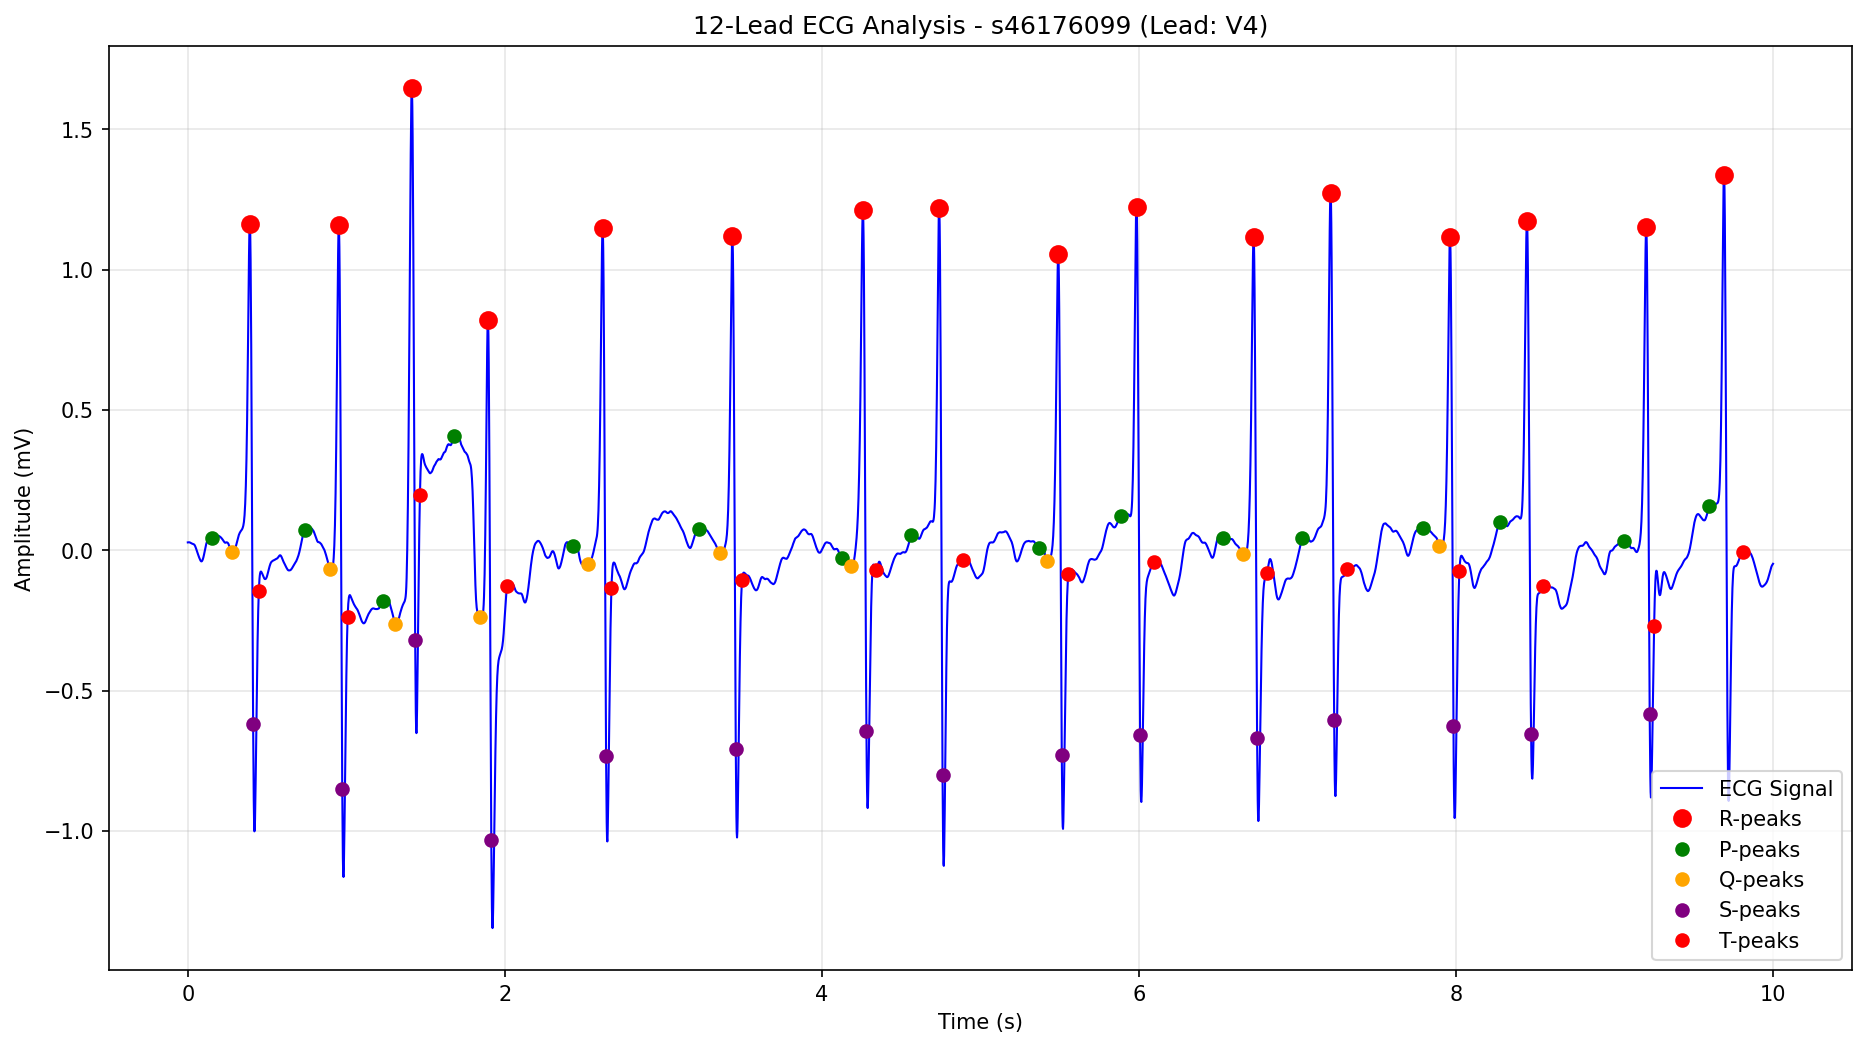 12-Lead ECG Analysis - s46176099 (Lead: V4)
Amplitude (mV)
1.5
1.0
0.5
0.0
−0.5
−1.0
ECG Signal
R-peaks
P-peaks
Q-peaks
S-peaks
T-peaks
0 2 4 6 8 10
Time (s)